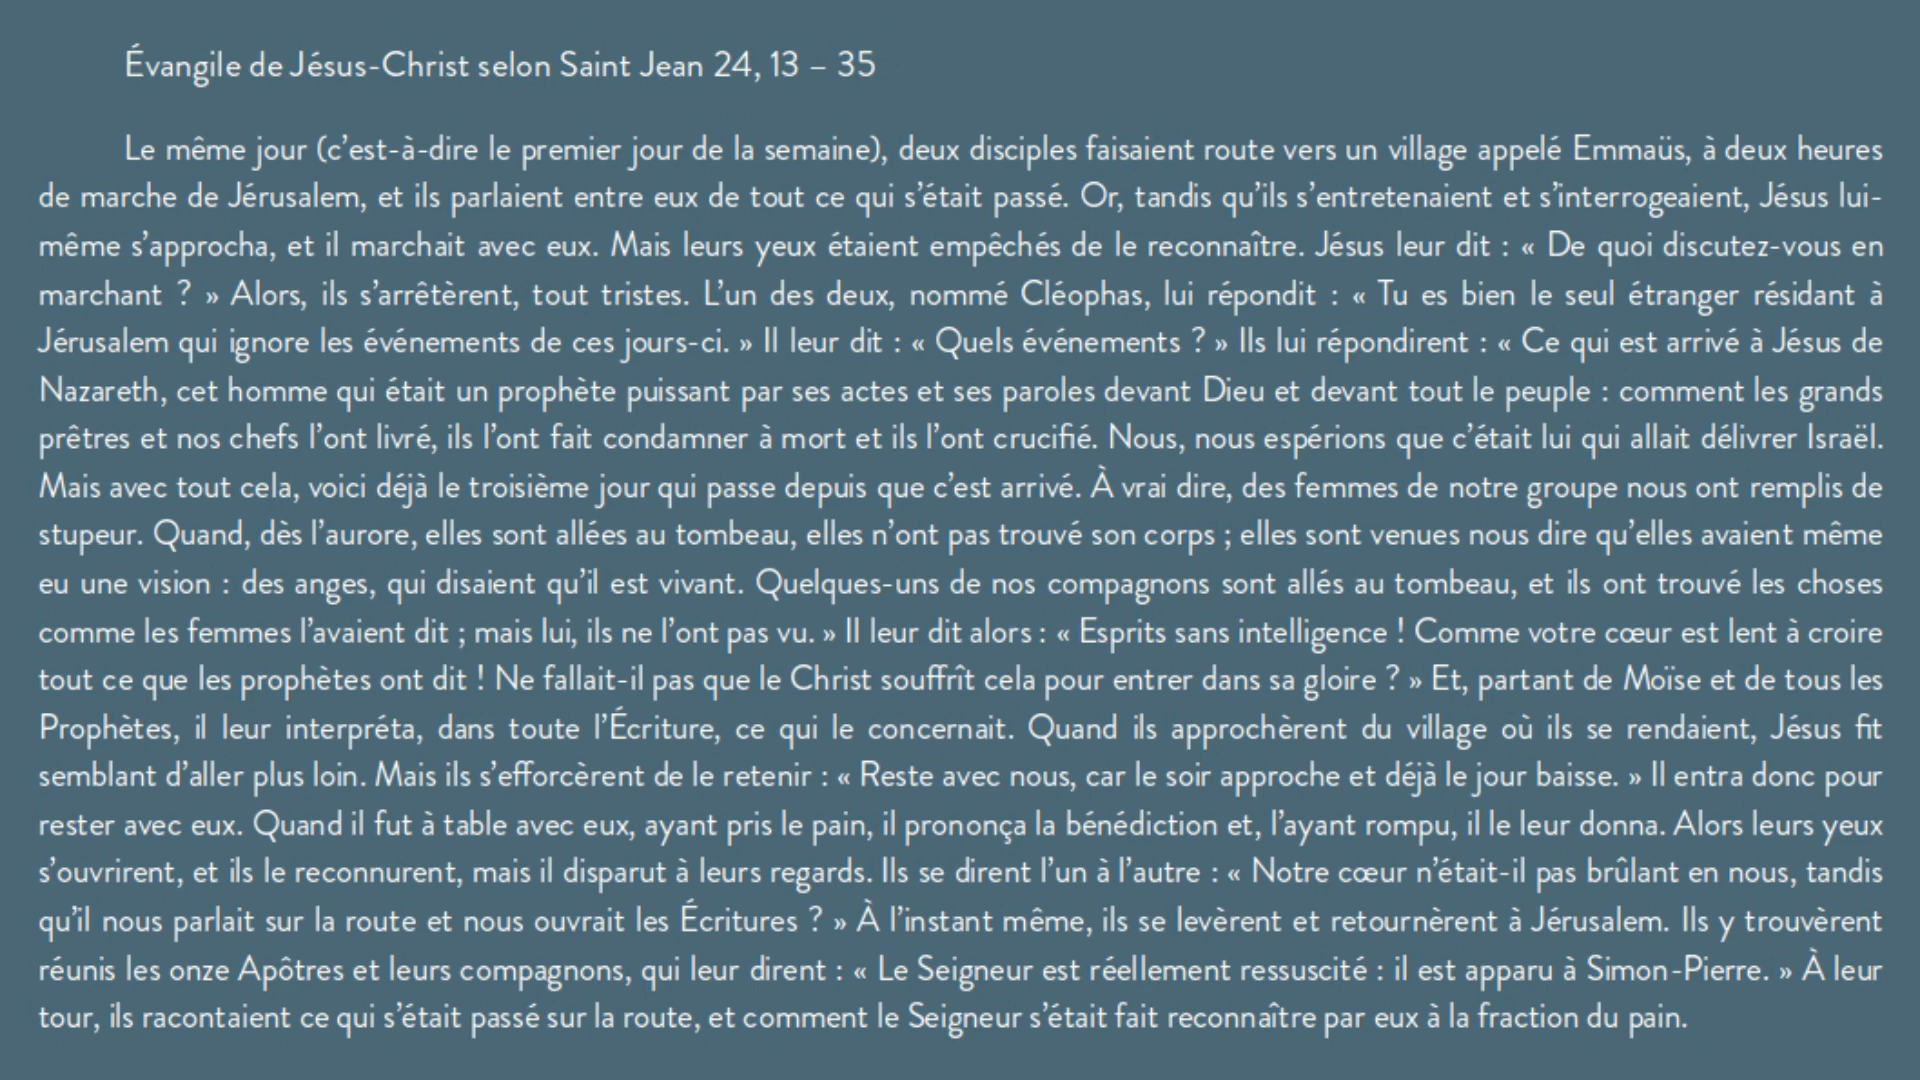 Évangile de Jésus-Christ selon Saint Jean 24, 13 – 35
Le même jour (c’est-à-dire le premier jour de la semaine), deux disciples faisaient route vers un village appelé Emmaüs, à deux heures
de marche de Jérusalem, et ils parlaient entre eux de tout ce qui s’était passé. Or, tandis qu’ils s’entretenaient et s’interrogeaient, Jésus lui-
même s’approcha, et il marchait avec eux. Mais leurs yeux étaient empêchés de le reconnaître. Jésus leur dit : « De quoi discutez-vous en
marchant ? » Alors, ils s’arrêtèrent, tout tristes. L’un des deux, nommé Cléophas, lui répondit : « Tu es bien le seul étranger résidant à
Jérusalem qui ignore les événements de ces jours-ci. » Il leur dit : « Quels événements ? » Ils lui répondirent : « Ce qui est arrivé à Jésus de
Nazareth, cet homme qui était un prophète puissant par ses actes et ses paroles devant Dieu et devant tout le peuple : comment les grands
prêtres et nos chefs l’ont livré, ils l’ont fait condamner à mort et ils l’ont crucifié. Nous, nous espérions que c’était lui qui allait délivrer Israël.
Mais avec tout cela, voici déjà le troisième jour qui passe depuis que c’est arrivé. À vrai dire, des femmes de notre groupe nous ont remplis de
stupeur. Quand, dès l’aurore, elles sont allées au tombeau, elles n’ont pas trouvé son corps ; elles sont venues nous dire qu’elles avaient même
eu une vision : des anges, qui disaient qu’il est vivant. Quelques-uns de nos compagnons sont allés au tombeau, et ils ont trouvé les choses
comme les femmes l’avaient dit ; mais lui, ils ne l’ont pas vu. » Il leur dit alors : « Esprits sans intelligence ! Comme votre cœur est lent à croire
tout ce que les prophètes ont dit ! Ne fallait-il pas que le Christ souffrît cela pour entrer dans sa gloire ? » Et, partant de Moïse et de tous les
Prophètes, il leur interpréta, dans toute l’Écriture, ce qui le concernait. Quand ils approchèrent du village où ils se rendaient, Jésus fit
semblant d’aller plus loin. Mais ils s’efforcèrent de le retenir : « Reste avec nous, car le soir approche et déjà le jour baisse. » Il entra donc pour
rester avec eux. Quand il fut à table avec eux, ayant pris le pain, il prononça la bénédiction et, l’ayant rompu, il le leur donna. Alors leurs yeux
s’ouvrirent, et ils le reconnurent, mais il disparut à leurs regards. Ils se dirent l’un à l’autre : « Notre cœur n’était-il pas brûlant en nous, tandis
qu’il nous parlait sur la route et nous ouvrait les Écritures ? » À l’instant même, ils se levèrent et retournèrent à Jérusalem. Ils y trouvèrent
réunis les onze Apôtres et leurs compagnons, qui leur dirent : « Le Seigneur est réellement ressuscité : il est apparu à Simon-Pierre. » À leur
tour, ils racontaient ce qui s’était passé sur la route, et comment le Seigneur s’était fait reconnaître par eux à la fraction du pain.